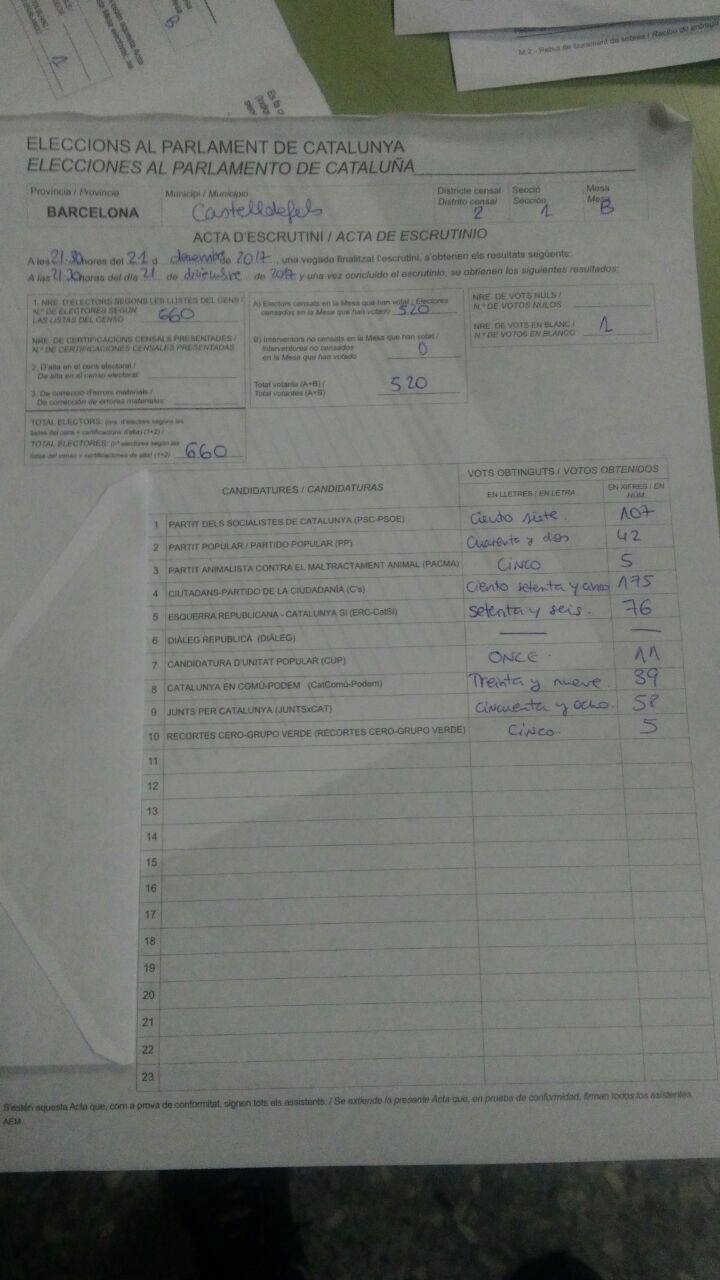 M.2 - Rebut de lliurament de sobres / Recibo de entrega
B
1
ELECCIONS AL PARLAMENT DE CATALUNYA
ELECCIONES AL PARLAMENTO DE CATALUÑA
Provincia / Provincia
BARCELONA
Municipi / Municipio
Castelldefels
Districte censal
Distrito censal
2
Secció
Sección
1
Mesa
Mesa
B
ACTA D'ESCRUTINI / ACTA DE ESCRUTINIO
A les 21.30 hores del 21 d desembre de 2017, una vegada finalitzat l'escrutini, s'obtenen els resultats següents:
A las 21.30 horas del día 21 de diciembre de 2017 y una vez concluido el escrutinio, se obtienen los siguientes resultados:
1. NRE. D'ELECTORS SEGONS LES LLISTES DEL CENS /
N.º DE ELECTORES SEGÚN
LAS LISTAS DEL CENSO 660
NRE. DE CERTIFICACIONS CENSALS PRESENTADES /
N.º DE CERTIFICACIONES CENSALES PRESENTADAS
2. D'alta en el cens electoral /
De alta en el censo electoral:
3. De correcció d'errors materials /
De corrección de errores materiales:
TOTAL ELECTORS: (nre. d'electors segons les
llistes del cens + certificacions d'alta) (1+2) /
TOTAL ELECTORES: (nº electores según las
listas del censo + certificaciones de alta) (1+2) 660
A) Electors censats en la Mesa que han votat / Electores
censados en la Mesa que han votado 520
B) Interventors no censats en la Mesa que han votat /
Interventores no censados
en la Mesa que han votado 0
Total votants (A+B) /
Total votantes (A+B) 520
NRE. DE VOTS NULS /
N.º DE VOTOS NULOS
NRE. DE VOTS EN BLANC /
N.º DE VOTOS EN BLANCO 1
CANDIDATURES / CANDIDATURAS
VOTS OBTINGUTS / VOTOS OBTENIDOS
EN LLETRES / EN LETRA
EN XIFRES / EN NÚM.
1 PARTIT DELS SOCIALISTES DE CATALUNYA (PSC-PSOE) Ciento siete. 107
2 PARTIT POPULAR / PARTIDO POPULAR (PP) Cuarenta y dos 42
3 PARTIT ANIMALISTA CONTRA EL MALTRACTAMENT ANIMAL (PACMA) CINCO 5
4 CIUTADANS-PARTIDO DE LA CIUDADANÍA (C's) Ciento setenta y cinco 175
5 ESQUERRA REPUBLICANA - CATALUNYA SÍ (ERC-CatSí) Setenta y seis. 76
6 DIÀLEG REPUBLICÀ (DIÀLEG) — —
7 CANDIDATURA D'UNITAT POPULAR (CUP) ONCE. 11
8 CATALUNYA EN COMÚ-PODEM (CatComú-Podem) Treinta y nueve. 39
9 JUNTS PER CATALUNYA (JUNTSxCAT) Cincuenta y ocho. 58
10 RECORTES CERO-GRUPO VERDE (RECORTES CERO-GRUPO VERDE) CINCO. 5
11
12
13
14
15
16
17
18
19
20
21
22
23
S'estén aquesta Acta que, com a prova de conformitat, signen tots els assistents. / Se extiende la presente Acta que, en prueba de conformidad, firman todos los asistentes.
AEM